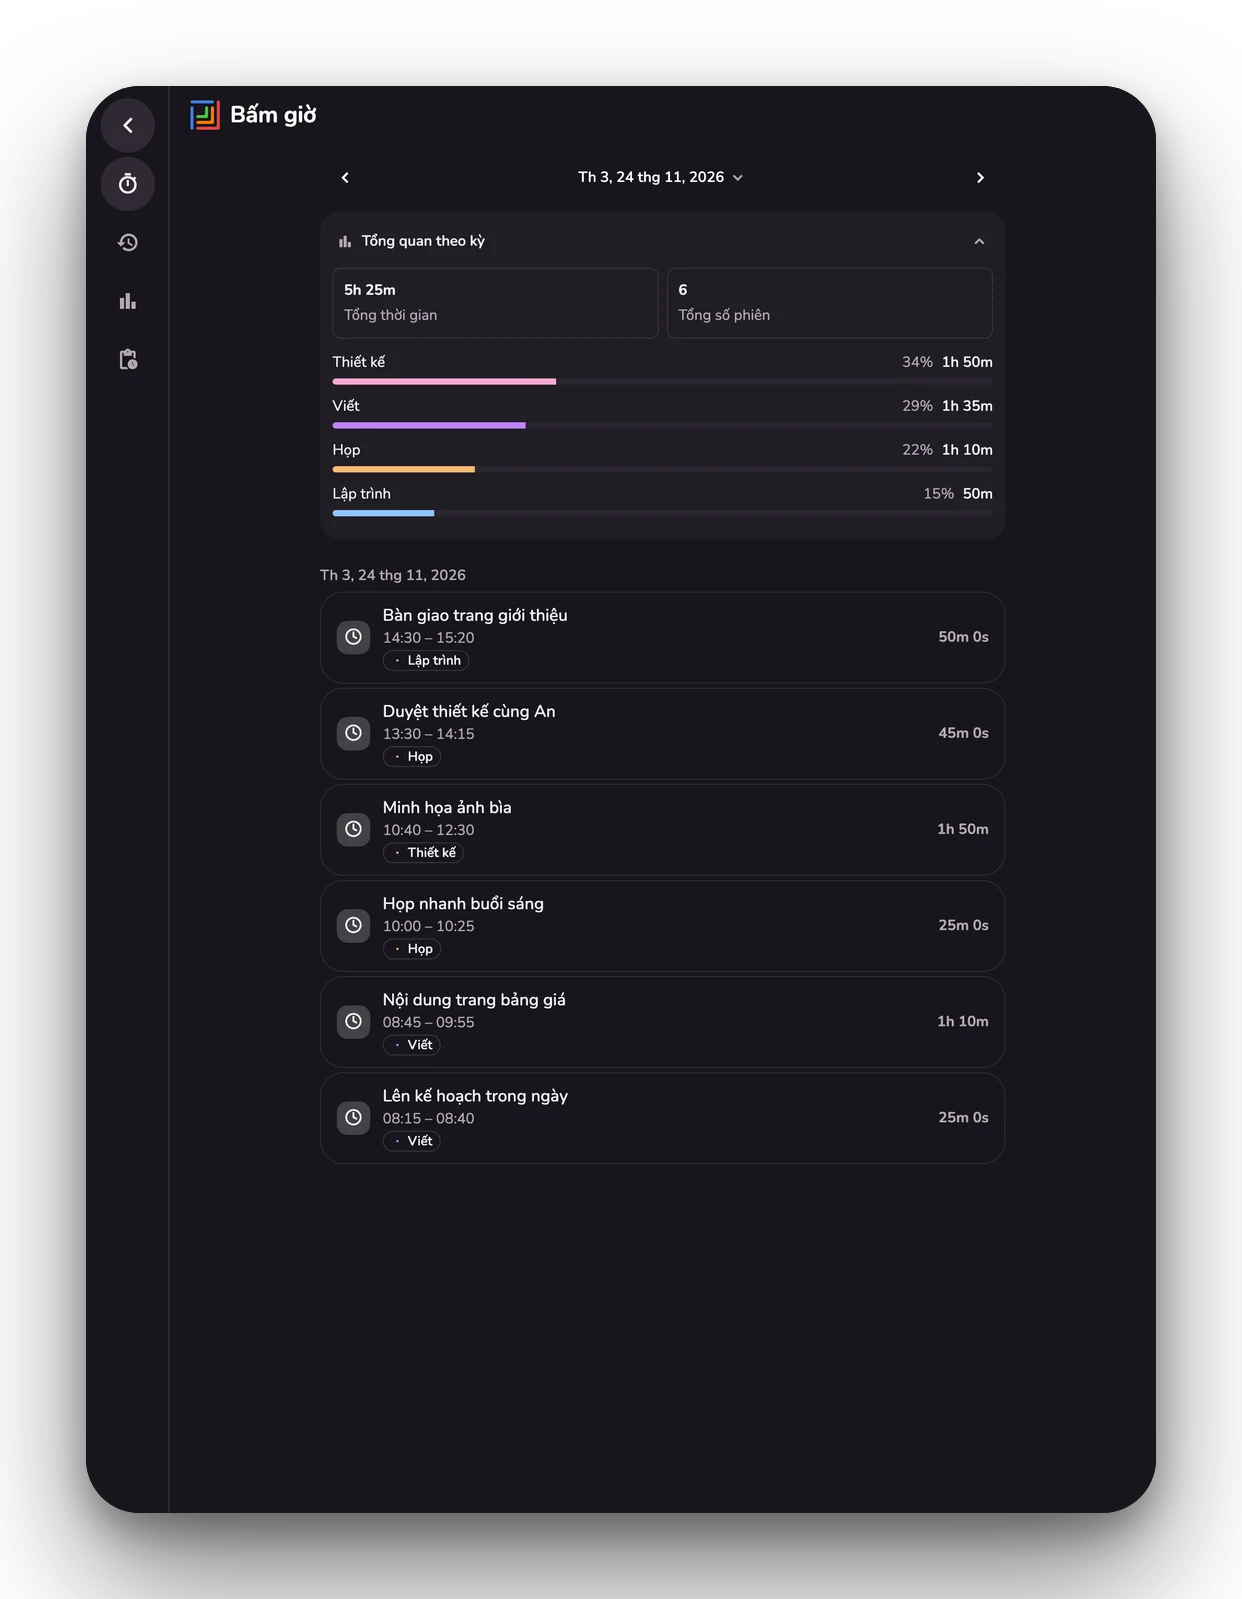 Bấm giờ
Th 3, 24 thg 11, 2026
Tổng quan theo kỳ
5h 25m
Tổng thời gian
6
Tổng số phiên
Thiết kế 34% 1h 50m
Viết 29% 1h 35m
Họp 22% 1h 10m
Lập trình 15% 50m
Th 3, 24 thg 11, 2026
Bàn giao trang giới thiệu
14:30 – 15:20
Lập trình
50m 0s
Duyệt thiết kế cùng An
13:30 – 14:15
Họp
45m 0s
Minh họa ảnh bìa
10:40 – 12:30
Thiết kế
1h 50m
Họp nhanh buổi sáng
10:00 – 10:25
Họp
25m 0s
Nội dung trang bảng giá
08:45 – 09:55
Viết
1h 10m
Lên kế hoạch trong ngày
08:15 – 08:40
Viết
25m 0s